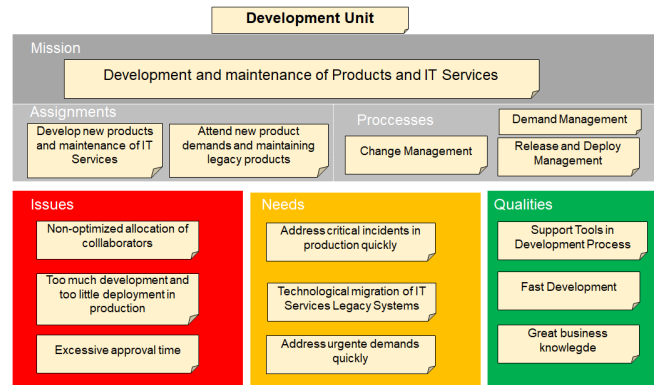 Development Unit
Mission
Development and maintenance of Products and IT Services
Assignments
Develop new products
and maintenance of IT
Services
Attend new product
demands and maintaining
legacy products
Proccesses
Change Management
Demand Management
Release and Deploy
Management
Issues
Non-optimized allocation of
colllaborators
Too much development and
too little deployment in
production
Excessive approval time
Needs
Address critical incidents in
production quickly
Technological migration of IT
Services Legacy Systems
Address urgente demands
quickly
Qualities
Support Tools in
Development Process
Fast Development
Great business
knowlegde